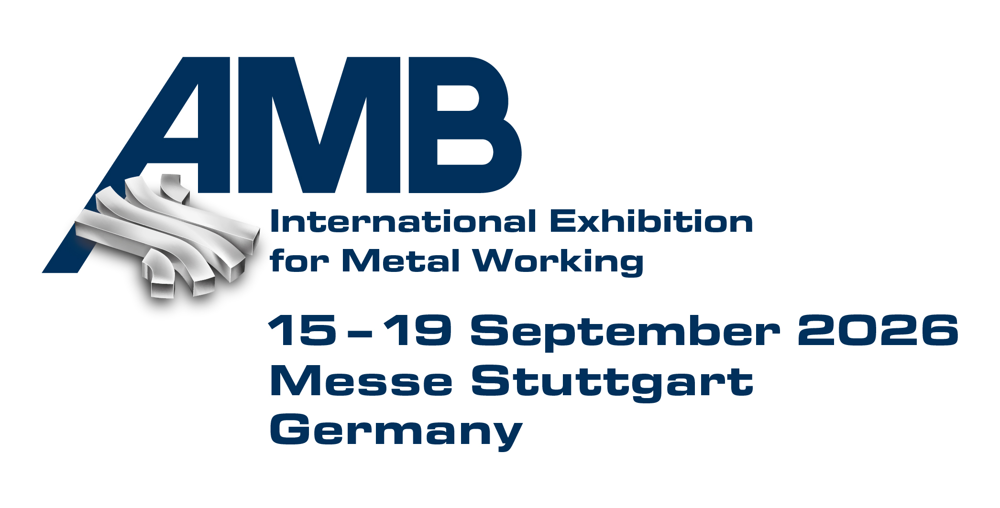 AMB
International Exhibition
for Metal Working
15 – 19 September 2026
Messe Stuttgart
Germany